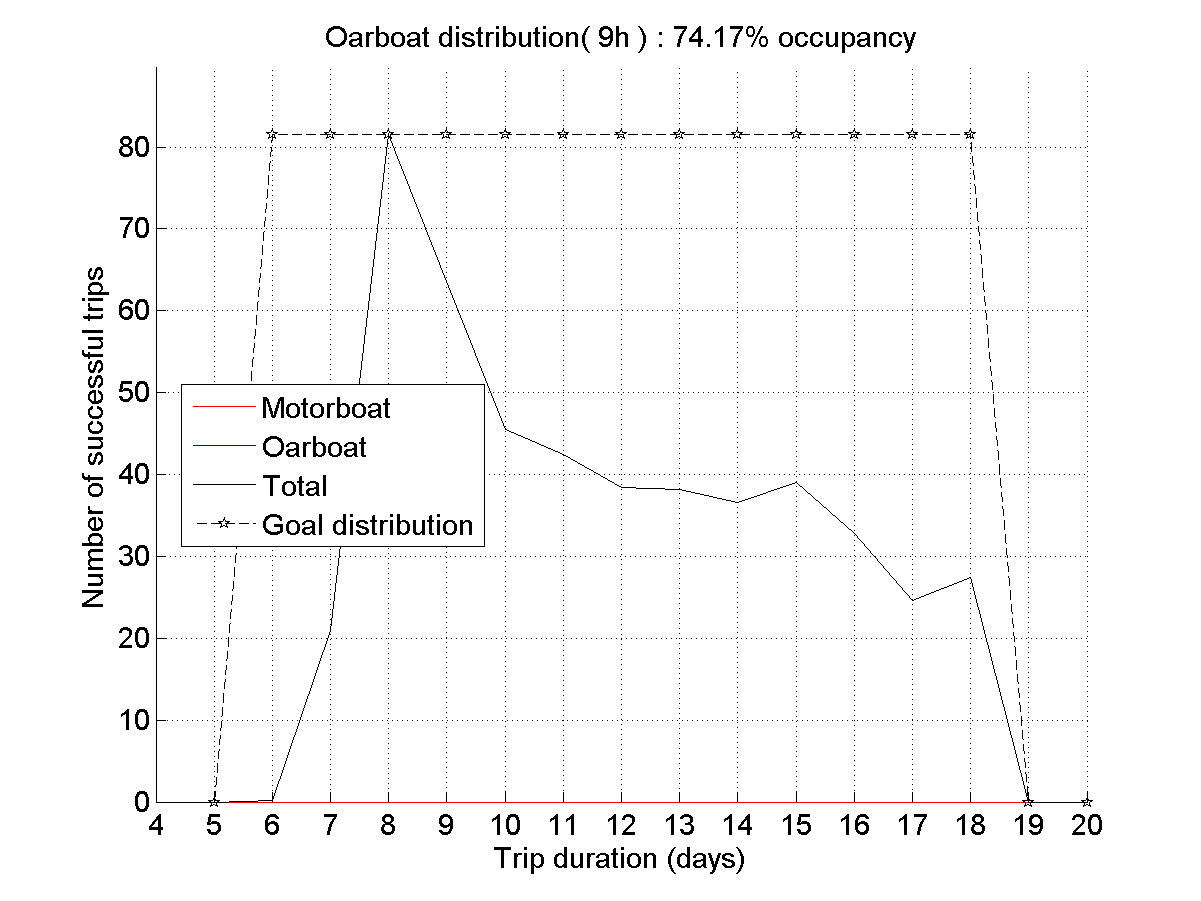 Oarboat distribution( 9h ) : 74.17% occupancy
Number of successful trips
80
70
60
50
40
30
20
10
0
Motorboat
Oarboat
Total
Goal distribution
4 5 6 7 8 9 10 11 12 13 14 15 16 17 18 19 20
Trip duration (days)